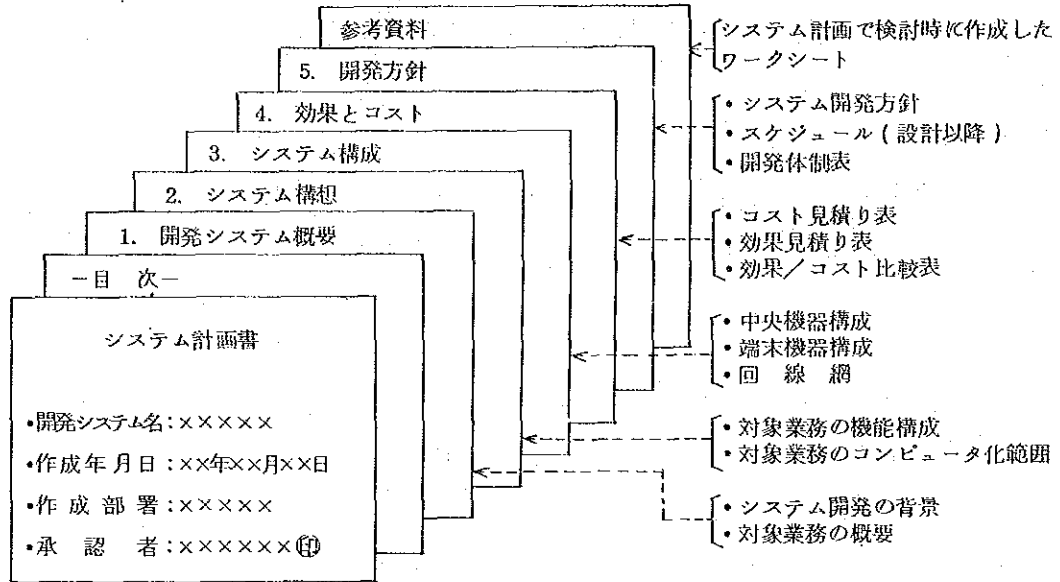 参考資料
5. 開発方針
4. 効果とコスト
3. システム構成
2. システム構想
1. 開発システム概要
－目 次－
システム計画書
•開発システム名：×××××
•作成年月日：××年××月××日
•作成部署：×××××
•承認者：××××××㊞
システム計画で検討時に作成した
ワークシート
• システム開発方針
• スケジュール（設計以降）
• 開発体制表
• コスト見積り表
• 効果見積り表
• 効果／コスト比較表
• 中央機器構成
• 端末機器構成
• 回線網
• 対象業務の機能構成
• 対象業務のコンピュータ化範囲
• システム開発の背景
• 対象業務の概要